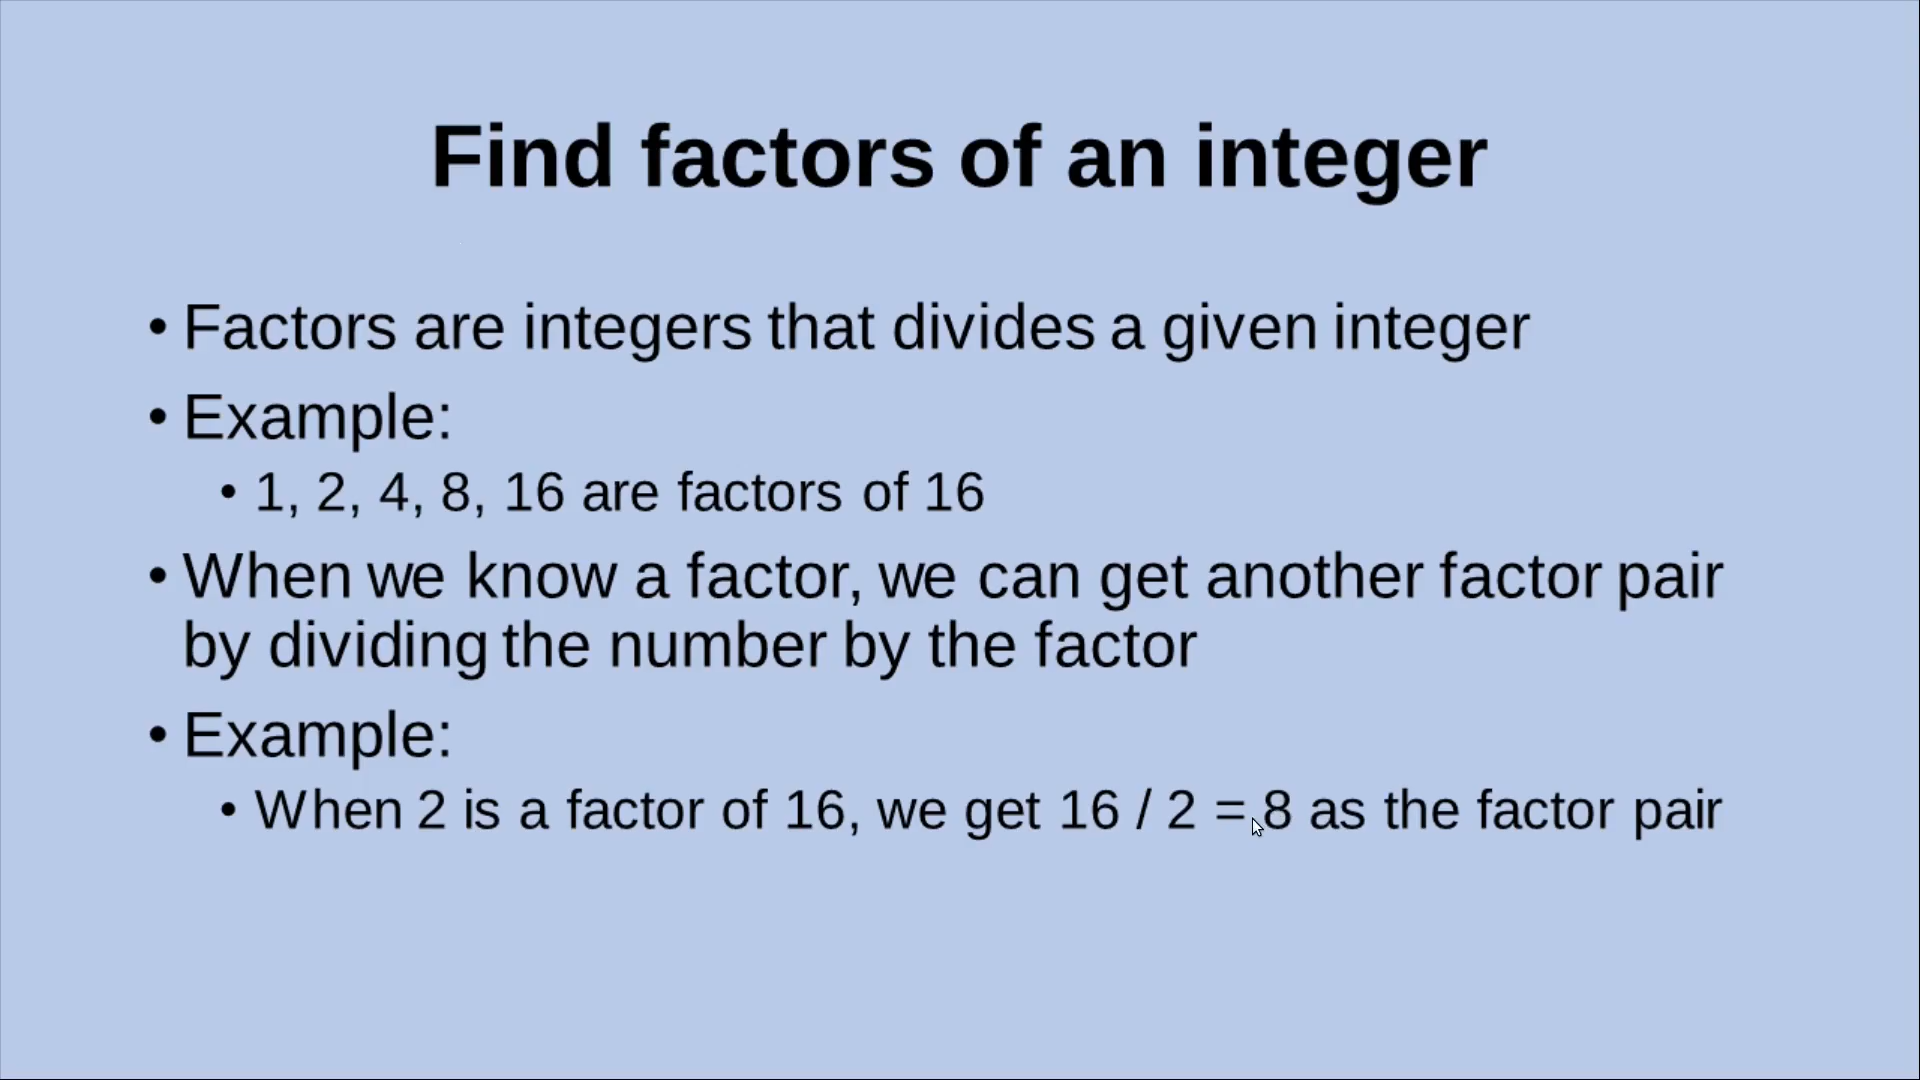 Find factors of an integer
• Factors are integers that divides a given integer
• Example:
• 1, 2, 4, 8, 16 are factors of 16
• When we know a factor, we can get another factor pair
by dividing the number by the factor
• Example:
• When 2 is a factor of 16, we get 16 / 2 = 8 as the factor pair